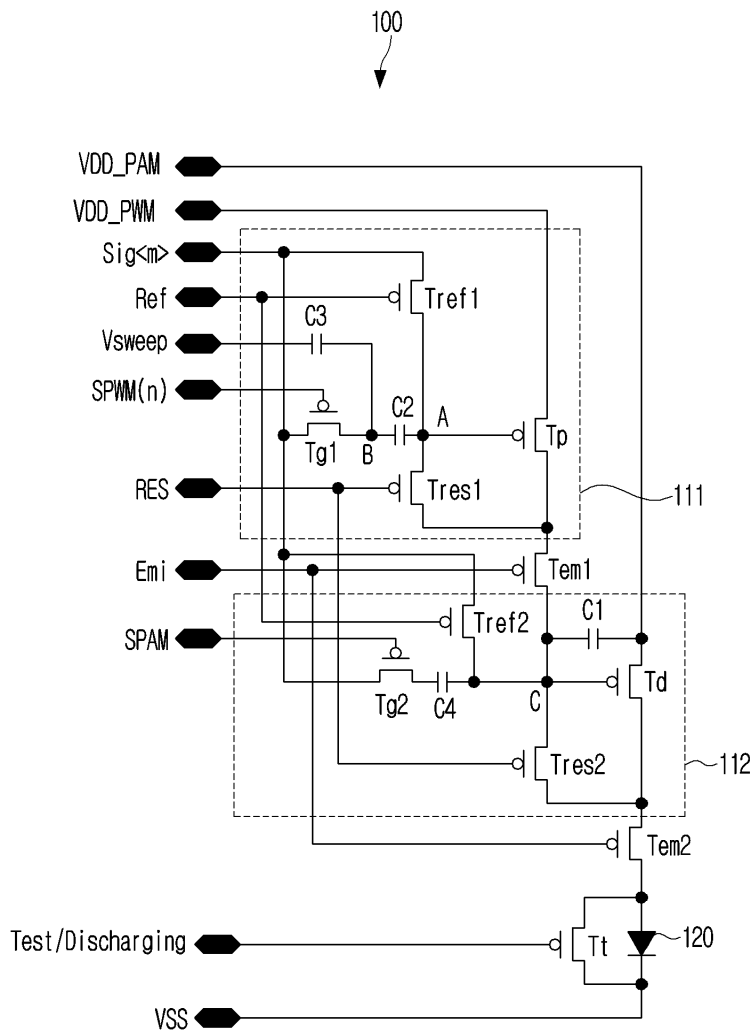 100
VDD_PAM
VDD_PWM
Sig<m>
Ref
Tref1
C3
Vsweep
SPWM(n)
C2
A
Tg1
B
Tp
RES
Tres1
111
Emi
Tem1
C1
Tref2
SPAM
Td
Tg2
C4
C
Tres2
112
Tem2
Test/Discharging
Tt
120
VSS